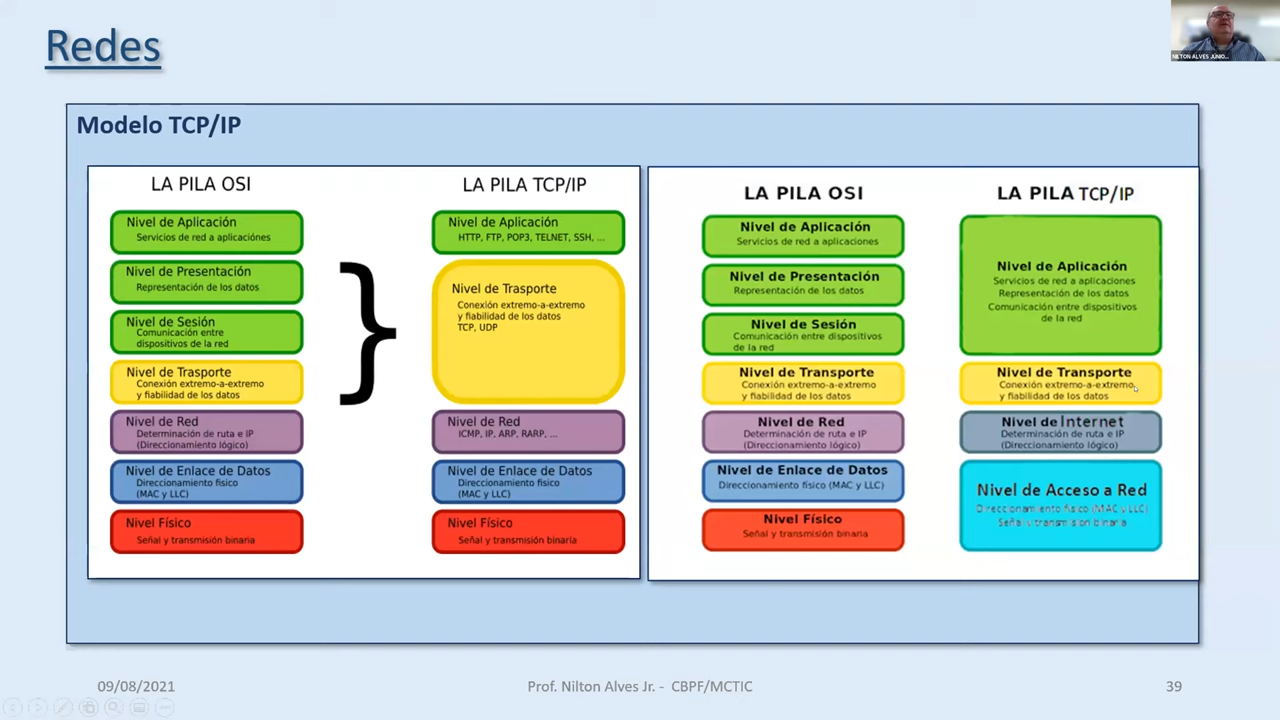 Redes
NILTON ALVES JÚNIO...
Modelo TCP/IP
LA PILA OSI
Nivel de Aplicación
Servicios de red a aplicaciónes
Nivel de Presentación
Representación de los datos
Nivel de Sesión
Comunicación entre
dispositivos de la red
Nivel de Trasporte
Conexión extremo-a-extremo
y fiabilidad de los datos
Nivel de Red
Determinación de ruta e IP
(Direccionamiento lógico)
Nivel de Enlace de Datos
Direccionamiento físico
(MAC y LLC)
Nivel Físico
Señal y transmisión binaria
}
LA PILA TCP/IP
Nivel de Aplicación
HTTP, FTP, POP3, TELNET, SSH, ...
Nivel de Trasporte
Conexión extremo-a-extremo
y fiabilidad de los datos
TCP, UDP
Nivel de Red
ICMP, IP, ARP, RARP, ...
Nivel de Enlace de Datos
Direccionamiento físico
(MAC y LLC)
Nivel Físico
Señal y transmisión binaria
LA PILA OSI
Nivel de Aplicación
Servicios de red a aplicaciones
Nivel de Presentación
Representación de los datos
Nivel de Sesión
Comunicación entre dispositivos
de la red
Nivel de Transporte
Conexión extremo-a-extremo
y fiabilidad de los datos
Nivel de Red
Determinación de ruta e IP
(Direccionamiento lógico)
Nivel de Enlace de Datos
Direccionamiento físico (MAC y LLC)
Nivel Físico
Señal y transmisión binaria
LA PILA TCP/IP
Nivel de Aplicación
Servicios de red a aplicaciones
Representación de los datos
Comunicación entre dispositivos
de la red
Nivel de Transporte
Conexión extremo-a-extremo
y fiabilidad de los datos
Nivel de Internet
Determinación de ruta e IP
(Direccionamiento lógico)
Nivel de Acceso a Red
Direccionamiento físico (MAC y LLC)
Señal y transmisión binaria
09/08/2021
Prof. Nilton Alves Jr. - CBPF/MCTIC
39